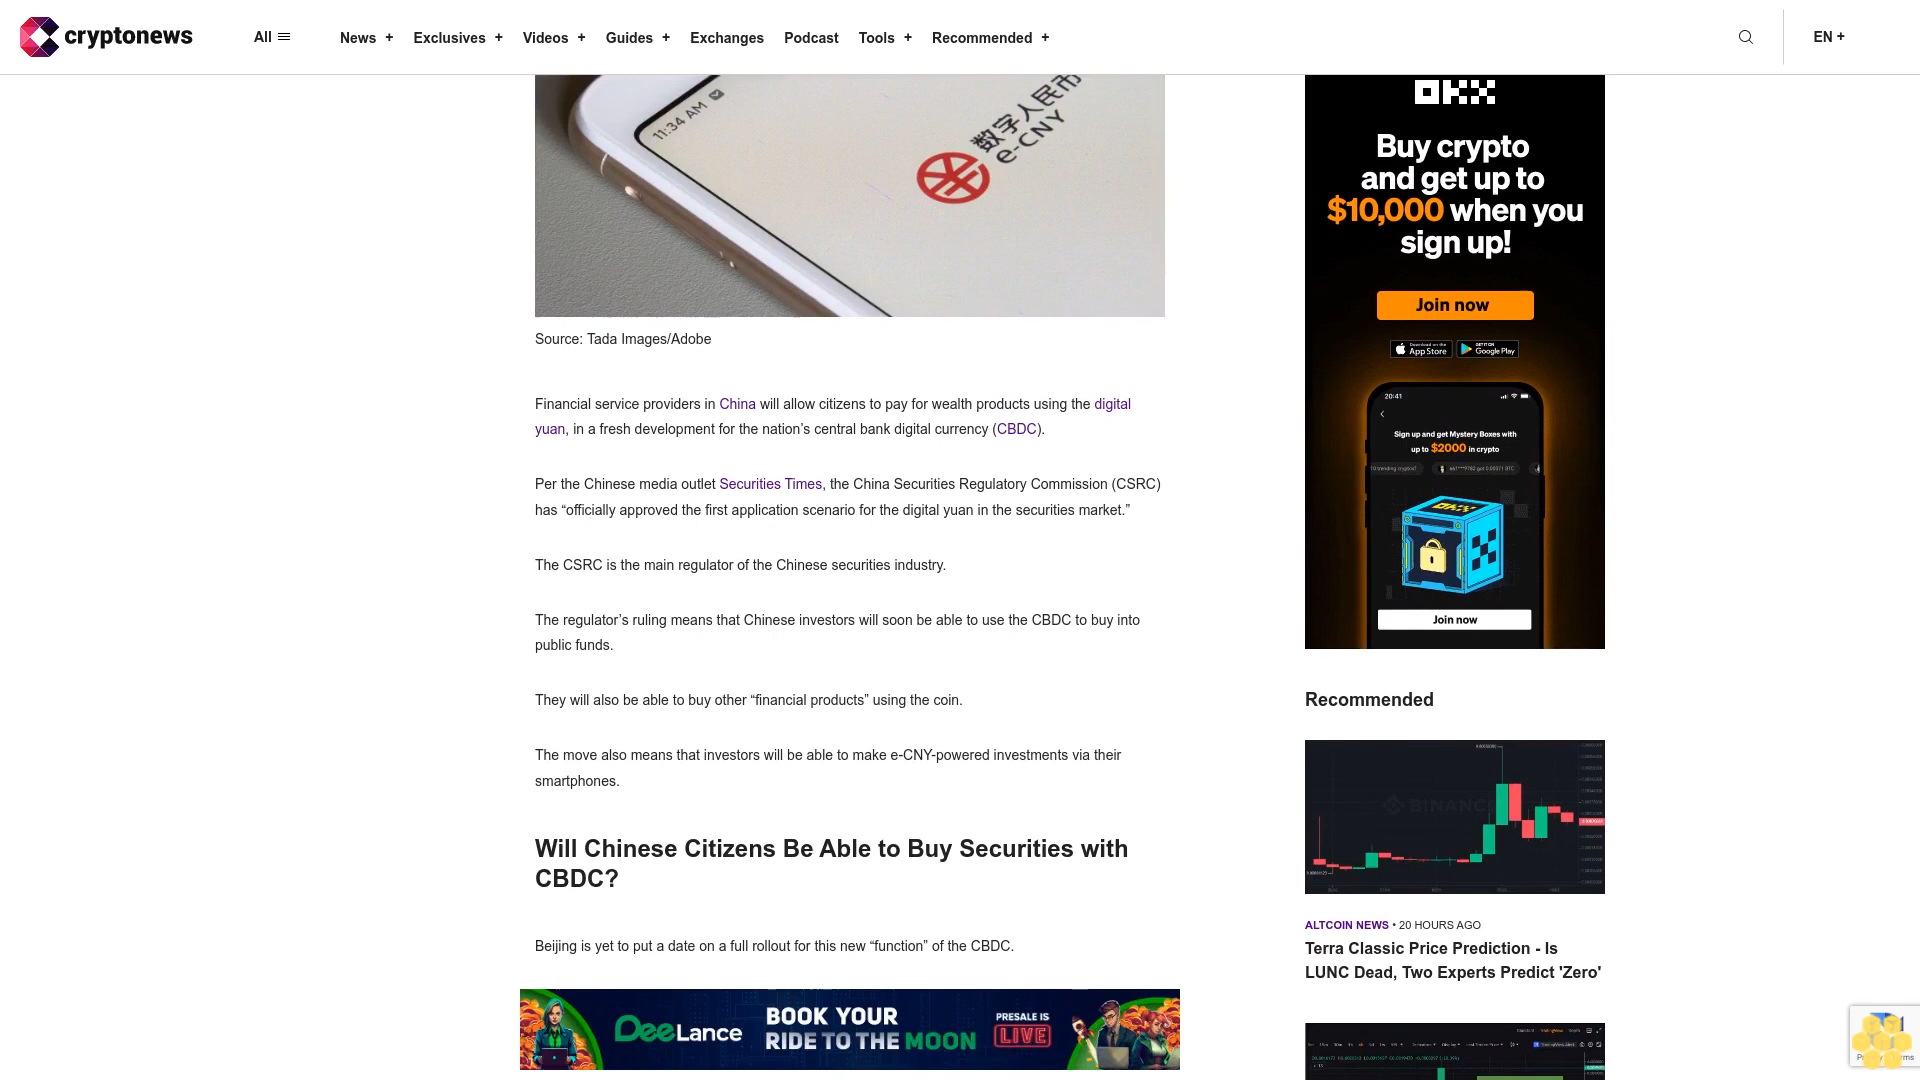 cryptonews
All
News +
Exclusives +
Videos +
Guides +
Exchanges
Podcast
Tools +
Recommended +
EN +
11:34 AM
数字人民币
e-CNY
Source: Tada Images/Adobe
Financial service providers in China will allow citizens to pay for wealth products using the digital
yuan, in a fresh development for the nation’s central bank digital currency (CBDC).
Per the Chinese media outlet Securities Times, the China Securities Regulatory Commission (CSRC)
has “officially approved the first application scenario for the digital yuan in the securities market.”
The CSRC is the main regulator of the Chinese securities industry.
The regulator’s ruling means that Chinese investors will soon be able to use the CBDC to buy into
public funds.
They will also be able to buy other “financial products” using the coin.
The move also means that investors will be able to make e-CNY-powered investments via their
smartphones.
Will Chinese Citizens Be Able to Buy Securities with
CBDC?
Beijing is yet to put a date on a full rollout for this new “function” of the CBDC.
DeeLance
BOOK YOUR
RIDE TO THE MOON
PRESALE IS
LIVE
OKX
Buy crypto
and get up to
$10,000 when you
sign up!
Join now
Download on the
App Store
GET IT ON
Google Play
20:41
Sign up and get Mystery Boxes with
up to $2000 in crypto
OKX
Join now
Recommended
BINANCE
ALTCOIN NEWS • 20 HOURS AGO
Terra Classic Price Prediction - Is
LUNC Dead, Two Experts Predict 'Zero'